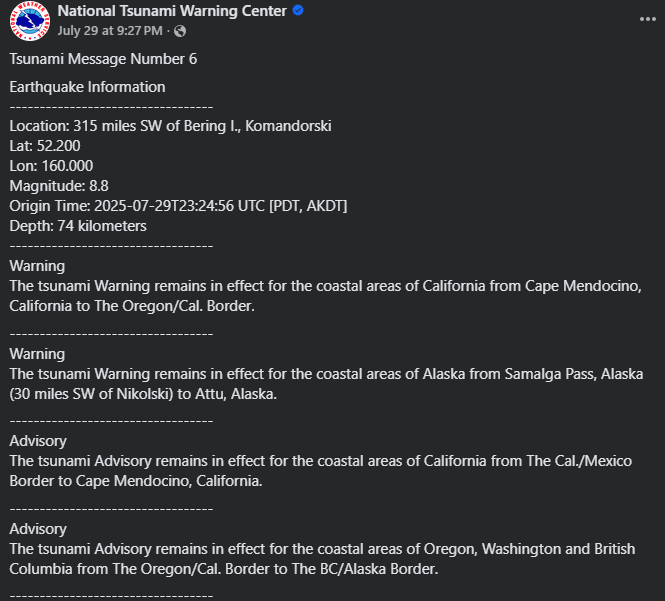 National Tsunami Warning Center
July 29 at 9:27 PM ·
Tsunami Message Number 6
Earthquake Information
----------------------------------
Location: 315 miles SW of Bering I., Komandorski
Lat: 52.200
Lon: 160.000
Magnitude: 8.8
Origin Time: 2025-07-29T23:24:56 UTC [PDT, AKDT]
Depth: 74 kilometers
----------------------------------
Warning
The tsunami Warning remains in effect for the coastal areas of California from Cape Mendocino,
California to The Oregon/Cal. Border.
----------------------------------
Warning
The tsunami Warning remains in effect for the coastal areas of Alaska from Samalga Pass, Alaska
(30 miles SW of Nikolski) to Attu, Alaska.
----------------------------------
Advisory
The tsunami Advisory remains in effect for the coastal areas of California from The Cal./Mexico
Border to Cape Mendocino, California.
----------------------------------
Advisory
The tsunami Advisory remains in effect for the coastal areas of Oregon, Washington and British
Columbia from The Oregon/Cal. Border to The BC/Alaska Border.
----------------------------------